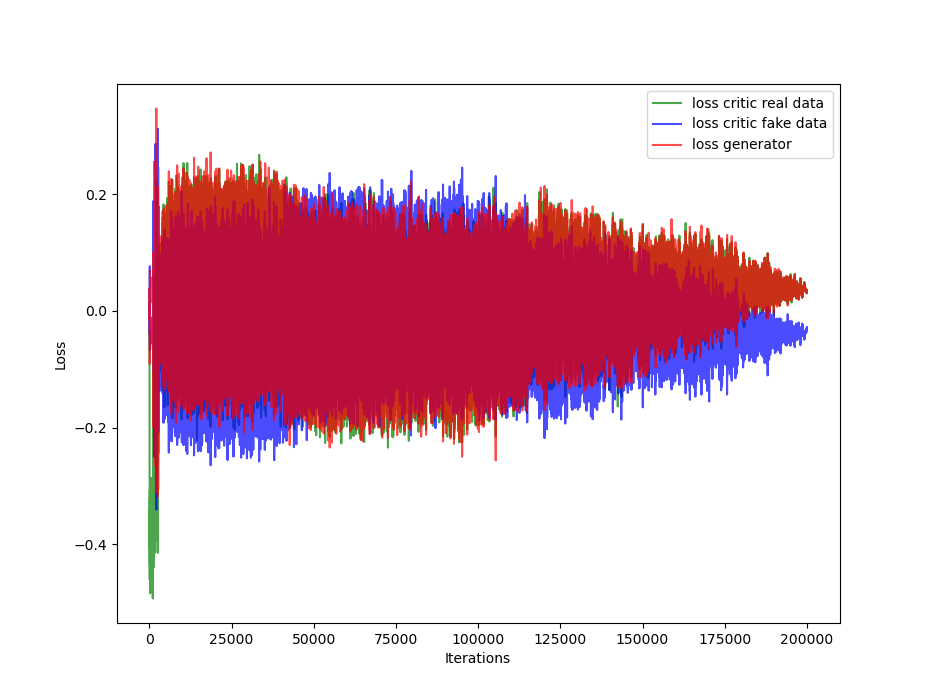 loss critic real data
loss critic fake data
loss generator
0.2
0.0
−0.2
−0.4
Loss
0 25000 50000 75000 100000 125000 150000 175000 200000
Iterations